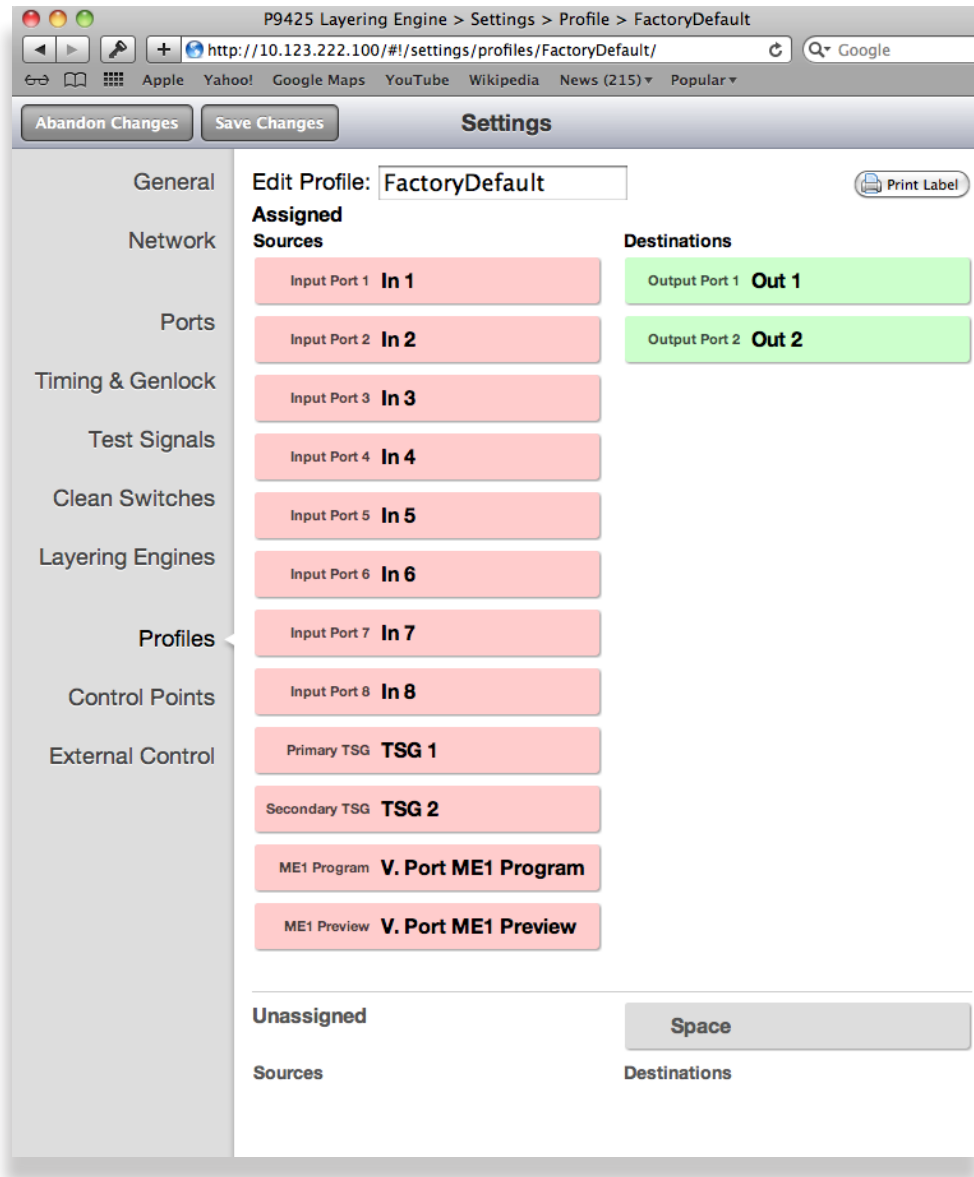 P9425 Layering Engine > Settings > Profile > FactoryDefault
http://10.123.222.100/#!/settings/profiles/FactoryDefault/
Google
Apple Yahoo! Google Maps YouTube Wikipedia News (215) Popular
Abandon Changes Save Changes Settings
General
Network
Ports
Timing & Genlock
Test Signals
Clean Switches
Layering Engines
Profiles
Control Points
External Control
Edit Profile: FactoryDefault
Print Label
Assigned
Sources
Input Port 1 In 1
Input Port 2 In 2
Input Port 3 In 3
Input Port 4 In 4
Input Port 5 In 5
Input Port 6 In 6
Input Port 7 In 7
Input Port 8 In 8
Primary TSG TSG 1
Secondary TSG TSG 2
ME1 Program V. Port ME1 Program
ME1 Preview V. Port ME1 Preview
Destinations
Output Port 1 Out 1
Output Port 2 Out 2
Unassigned
Space
Sources
Destinations